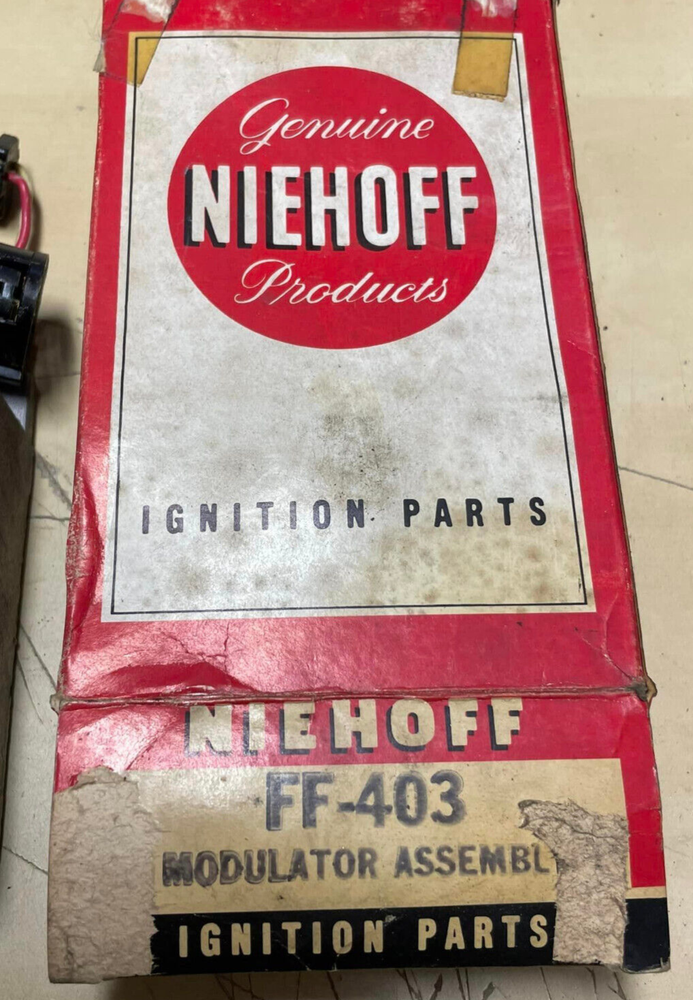 Genuine
NIEHOFF
Products
IGNITION PARTS
NIEHOFF
FF-403
MODULATOR ASSEMBL
IGNITION PARTS